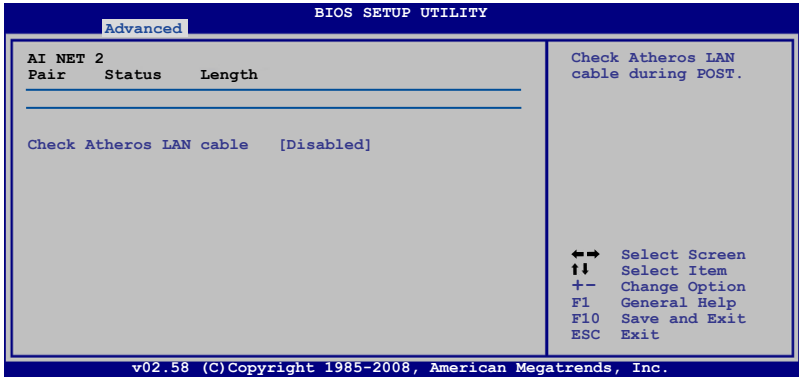 BIOS SETUP UTILITY
Advanced
AI NET 2
Pair Status Length
Check Atheros LAN cable [Disabled]
Check Atheros LAN
cable during POST.
←→ Select Screen
↑↓ Select Item
+- Change Option
F1 General Help
F10 Save and Exit
ESC Exit
v02.58 (C)Copyright 1985-2008, American Megatrends, Inc.